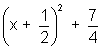 (x + 1/2)² + 7/4